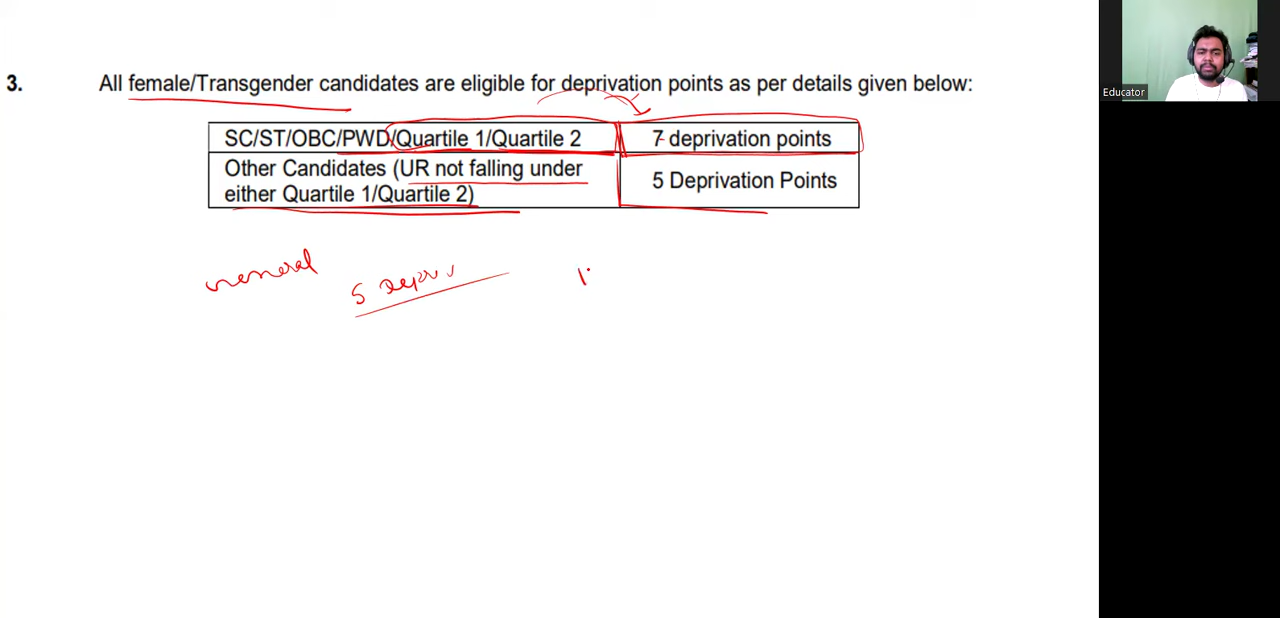 3. All female/Transgender candidates are eligible for deprivation points as per details given below:
SC/ST/OBC/PWD/Quartile 1/Quartile 2 7 deprivation points
Other Candidates (UR not falling under
either Quartile 1/Quartile 2) 5 Deprivation Points
General
5 Depri
Educator